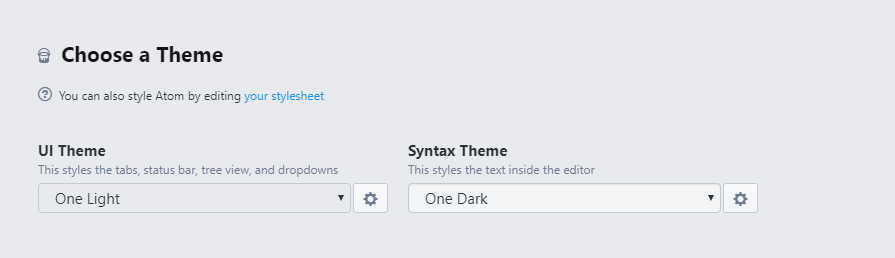 Choose a Theme
You can also style Atom by editing your stylesheet
UI Theme
This styles the tabs, status bar, tree view, and dropdowns
One Light
Syntax Theme
This styles the text inside the editor
One Dark